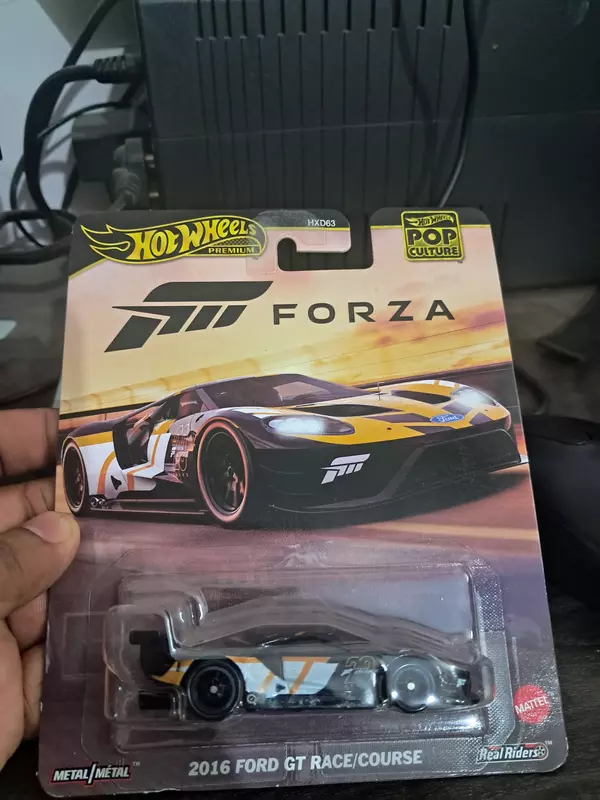 HXD63
HOT WHEELS
PREMIUM
HOT WHEELS
POP
CULTURE
FORZA
Ford
MATTEL
METAL/MÉTAL™
2016 FORD GT RACE/COURSE
Real Riders